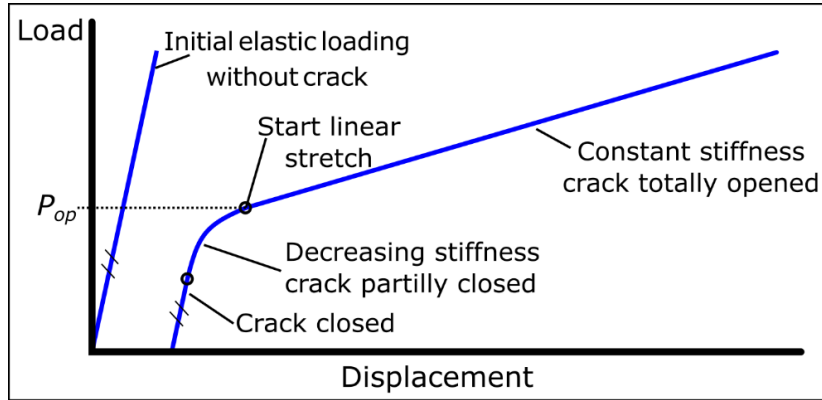 Load
Initial elastic loading
without crack
Start linear
stretch
Constant stiffness
crack totally opened
Pop
Decreasing stiffness
crack partilly closed
Crack closed
Displacement